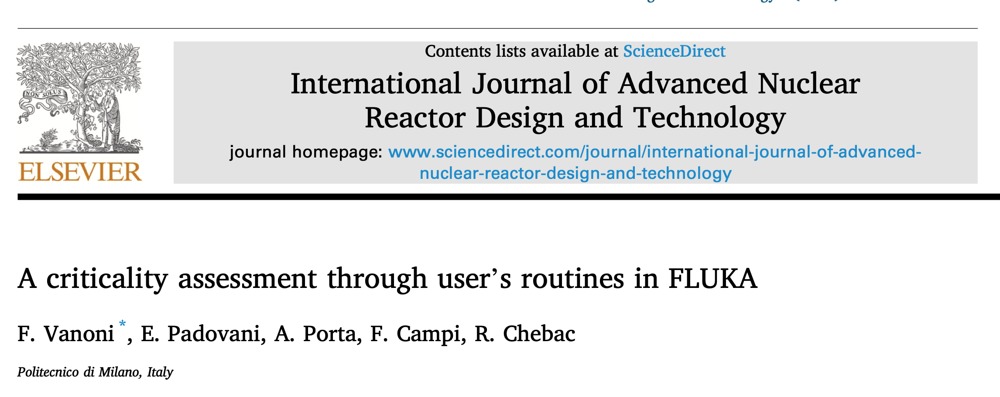 Contents lists available at ScienceDirect
International Journal of Advanced Nuclear
Reactor Design and Technology
journal homepage: www.sciencedirect.com/journal/international-journal-of-advanced-
nuclear-reactor-design-and-technology
NON SOLUS
ELSEVIER
A criticality assessment through user’s routines in FLUKA
F. Vanoni *, E. Padovani, A. Porta, F. Campi, R. Chebac
Politecnico di Milano, Italy